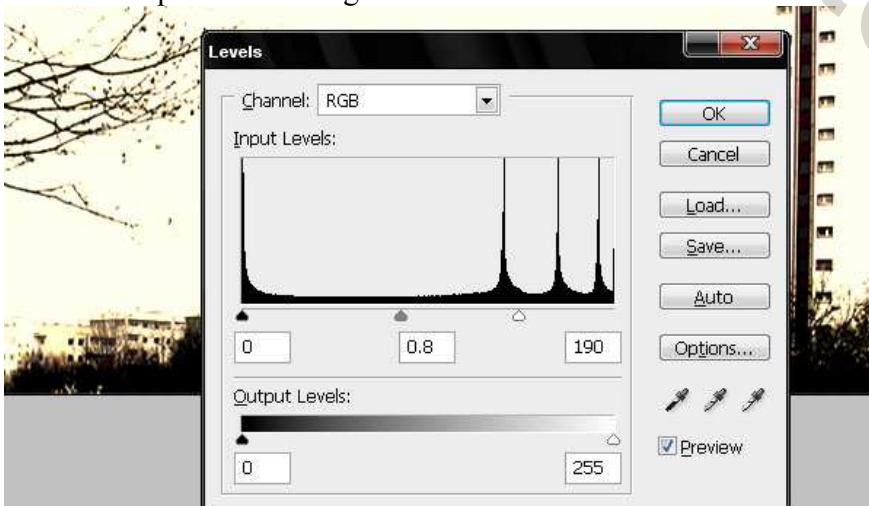 Levels
Channel: RGB
Input Levels:
0 0.8 190
Output Levels:
0 255
OK
Cancel
Load...
Save...
Auto
Options...
Preview